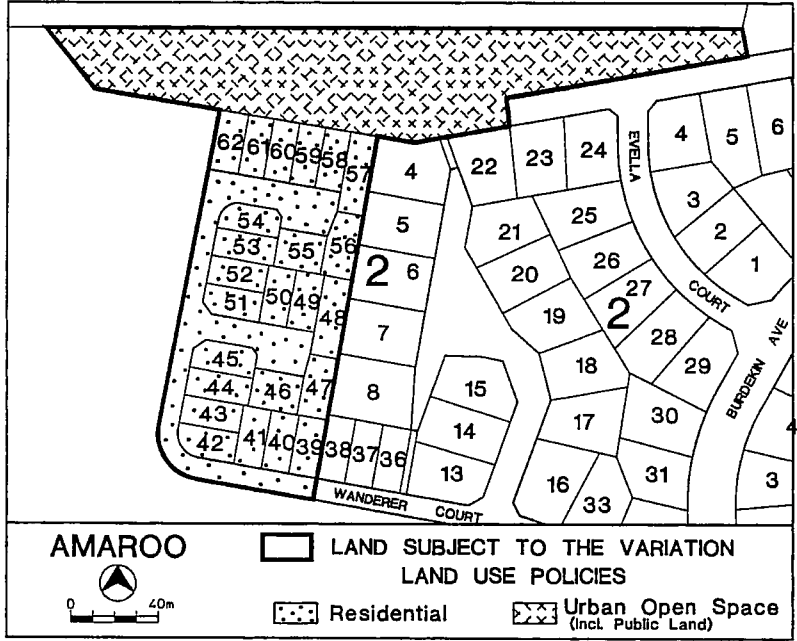 62 61 60 59 58 57
4
22 23 24
EVELLA
4 5 6
54
53 55 56
5
21 25
3
2
1
52
51 50 49 48
2 6
20 26
27
COURT
2
19
28
29
BURDEKIN AVE
7
18
45
44 46 47
8
15
14
13
17
30
4
43
42 41 40 39 38 37 36
16
33
31
3
WANDERER COURT
AMAROO
0 40m
LAND SUBJECT TO THE VARIATION
LAND USE POLICIES
Residential
Urban Open Space
(Incl. Public Land)